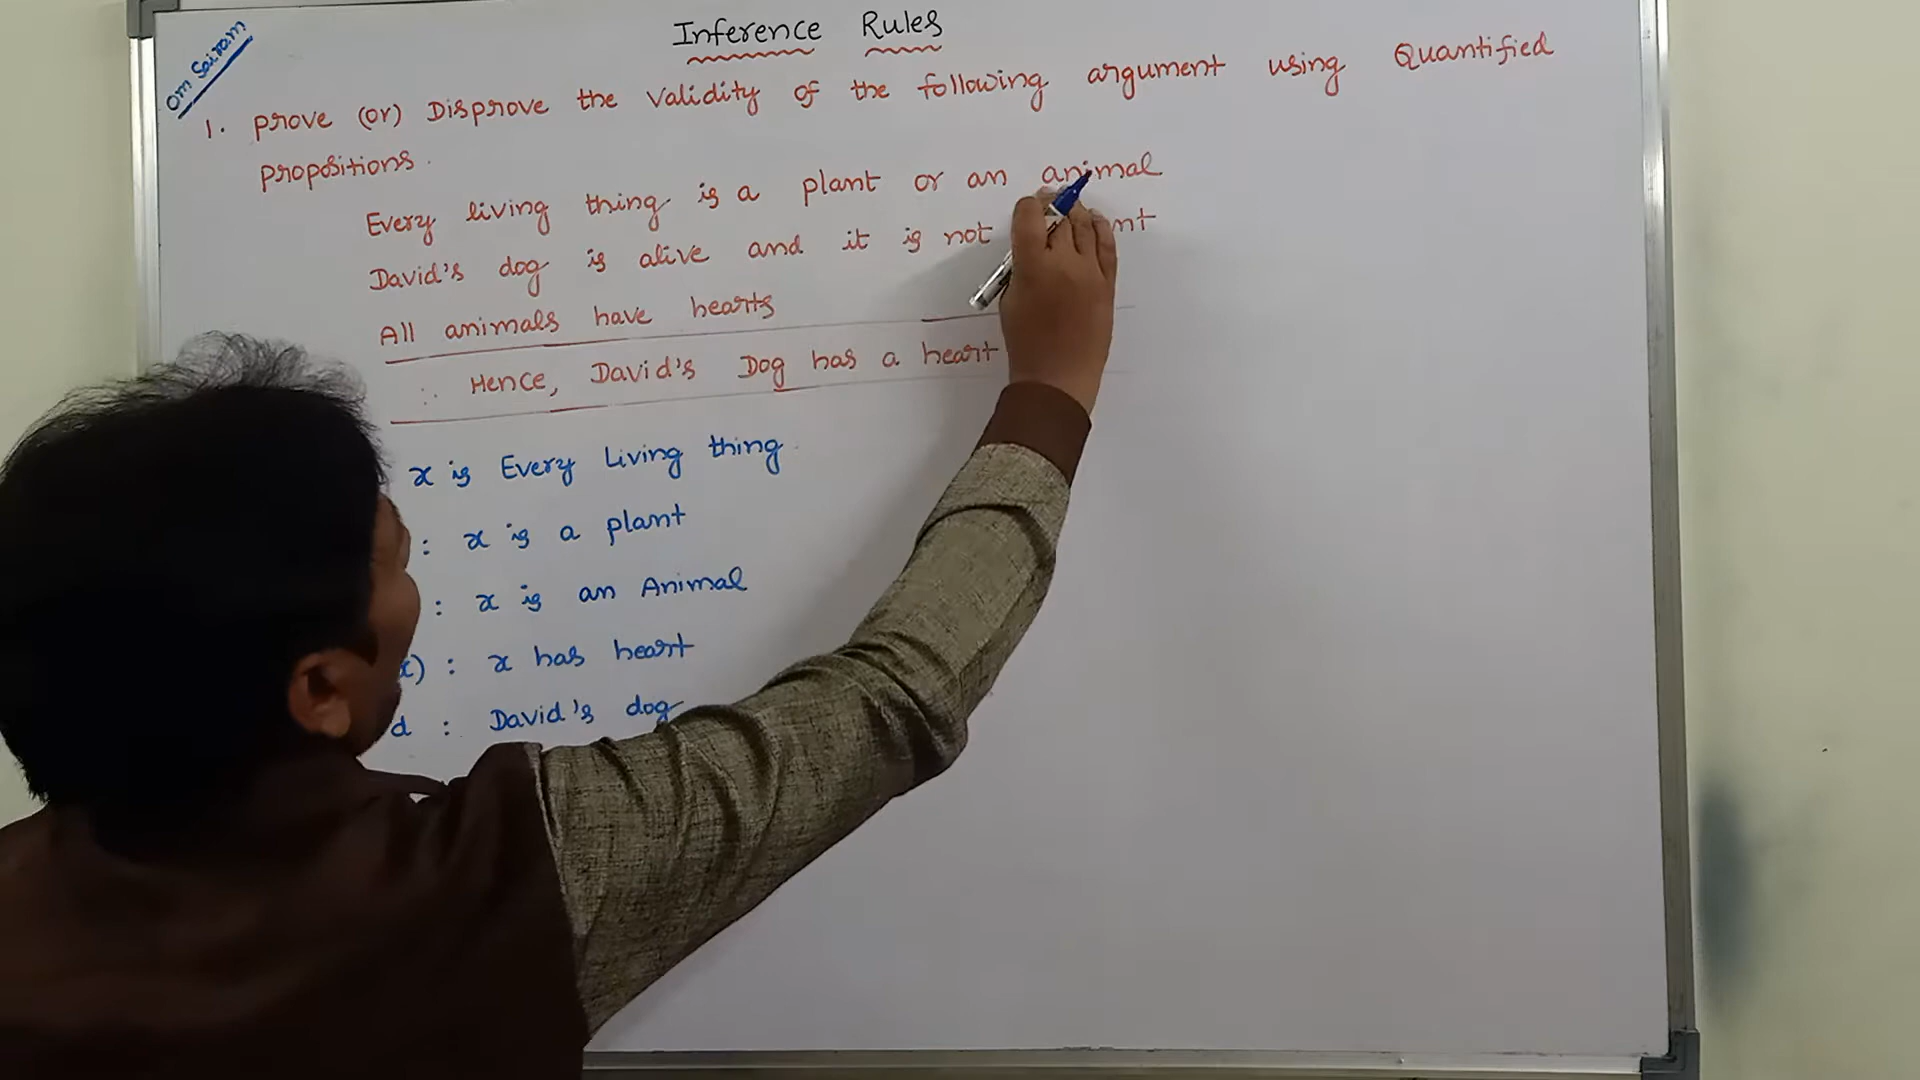 Om Sairam
Inference Rules
1. Prove (or) Disprove the validity of the following argument using Quantified
propositions.
Every living thing is a plant or an animal
David's dog is alive and it is not
All animals have hearts
∴ Hence, David's Dog has a heart
x is Every Living thing
: x is a plant
: x is an Animal
x) : x has heart
d : David's dog